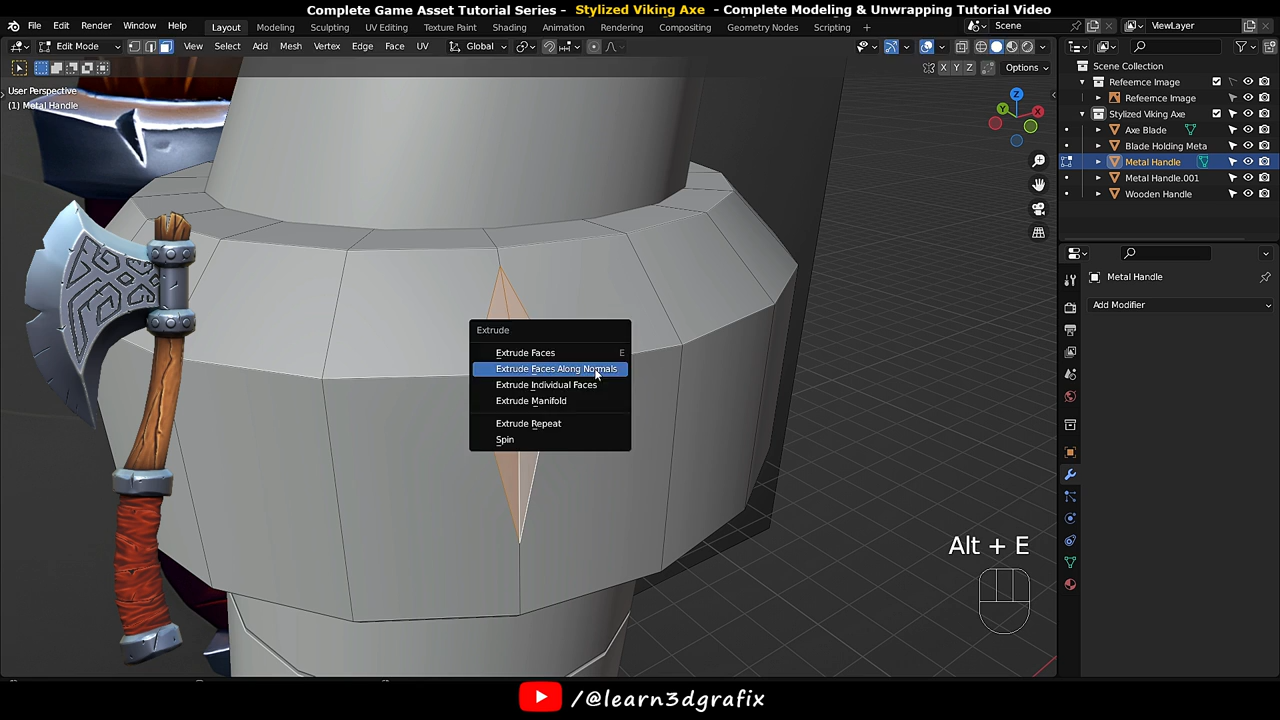 Complete Game Asset Tutorial Series - Stylized Viking Axe - Complete Modeling & Unwrapping Tutorial Video
File Edit Render Window Help Layout Modeling Sculpting UV Editing Texture Paint Shading Animation Rendering Compositing Geometry Nodes Scripting Scene ViewLayer
Edit Mode View Select Add Mesh Vertex Edge Face UV Global
X Y Z Options
User Perspective
(1) Metal Handle
Z
Y
X
Scene Collection
Refeernce Image
Refeernce Image
Stylized Viking Axe
Axe Blade
Blade Holding Meta
Metal Handle
Metal Handle.001
Wooden Handle
Metal Handle
Add Modifier
Extrude
Extrude Faces E
Extrude Faces Along Normals
Extrude Individual Faces
Extrude Manifold
Extrude Repeat
Spin
Alt + E
/@learn3dgrafix